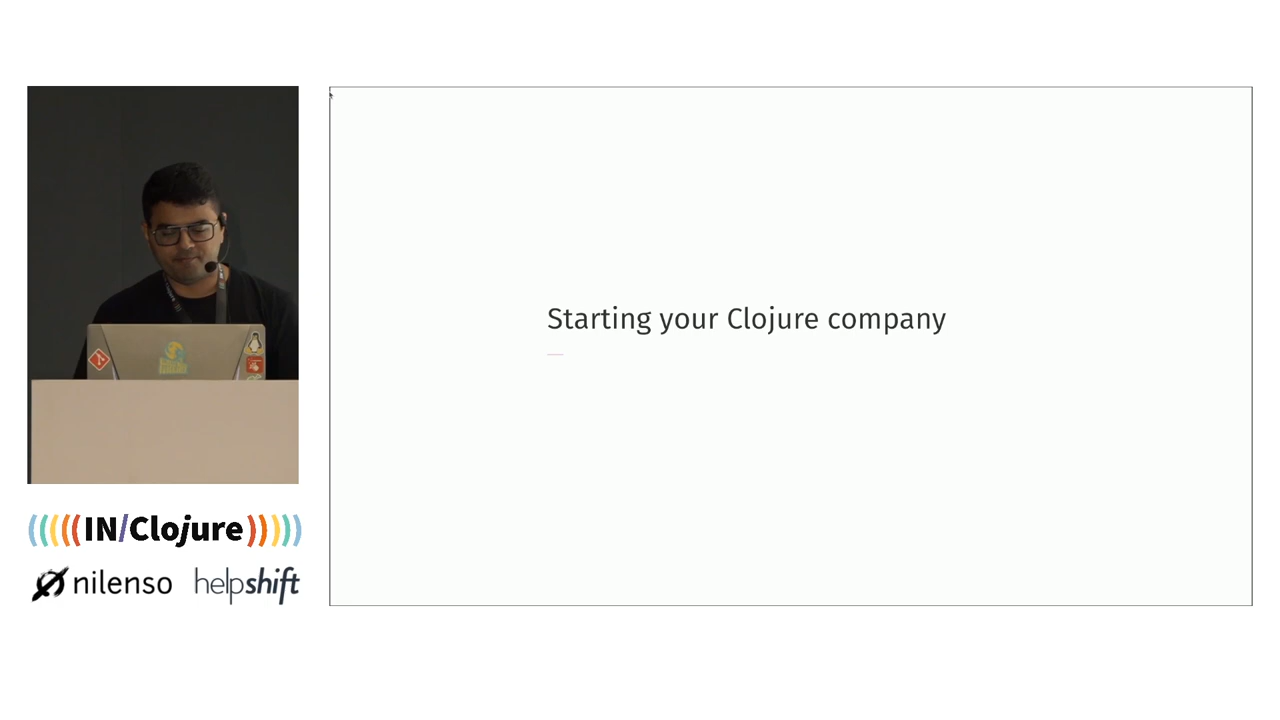 Starting your Clojure company
(((((IN/Clojure)))))
nilenso
helpshift